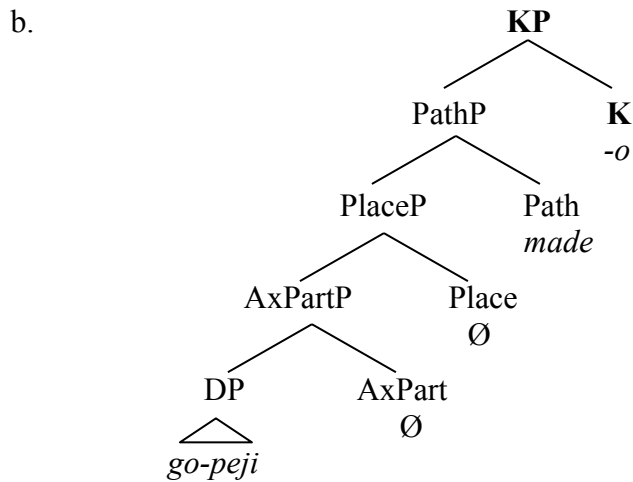 b. KP
PathP K
-o
PlaceP Path
made
AxPartP Place
Ø
DP AxPart
Ø
go-peji